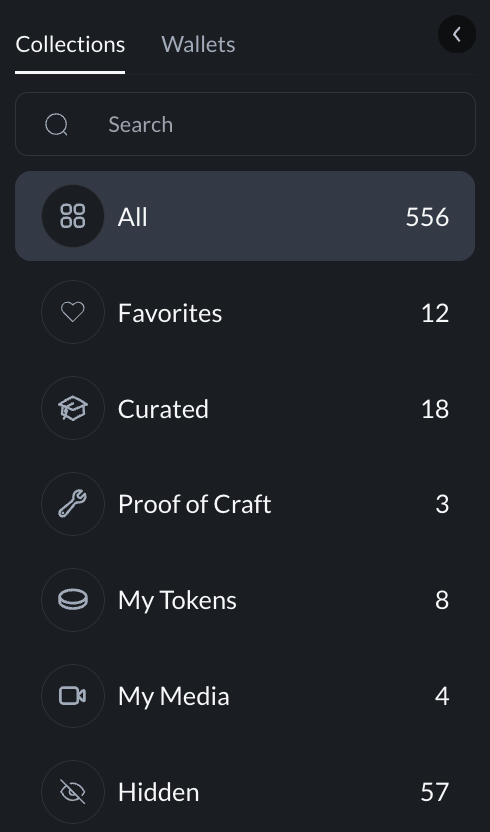 Collections Wallets
Search
All 556
Favorites 12
Curated 18
Proof of Craft 3
My Tokens 8
My Media 4
Hidden 57